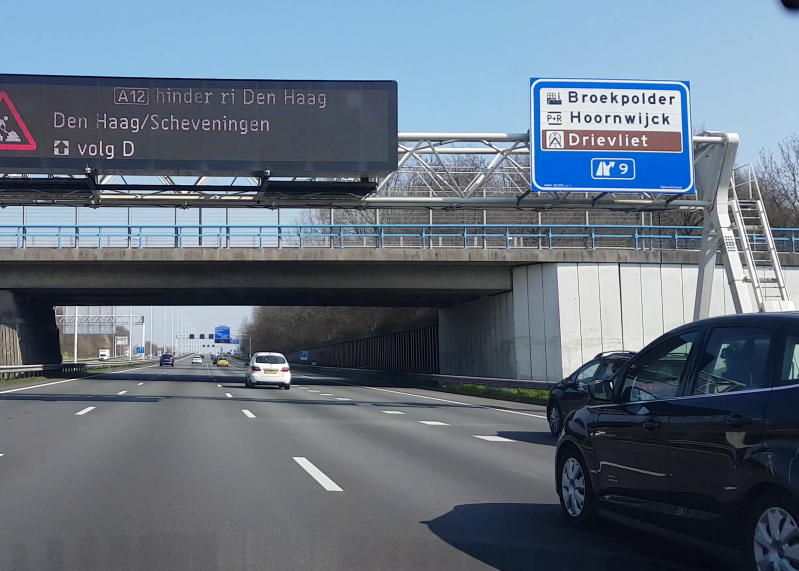 A12 hinder ri Den Haag
Den Haag/Scheveningen
volg D
Broekpolder
P+R Hoornwijck
Drievliet
9